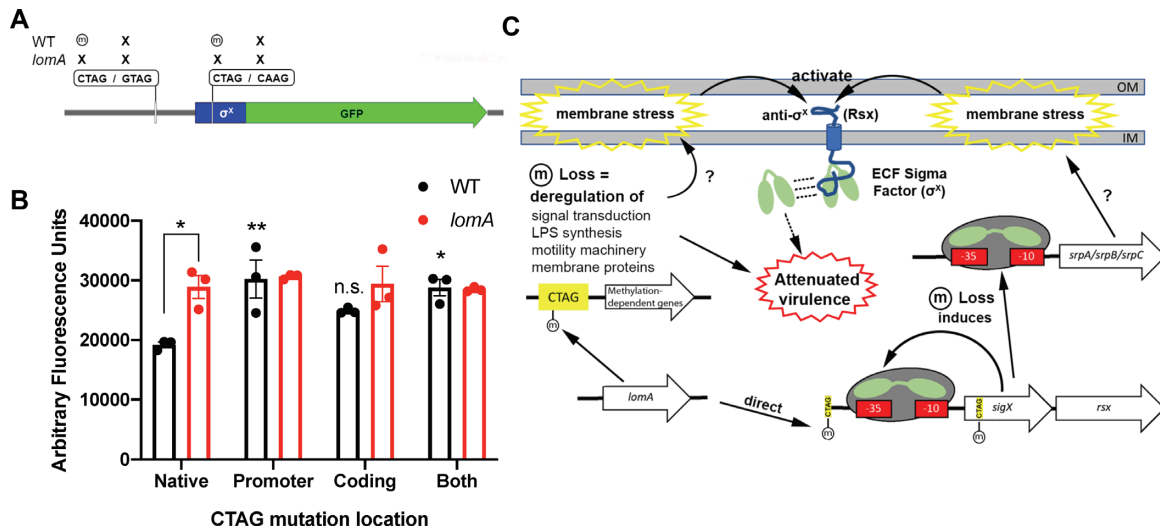 A
WT m X m X
lomA X X X X
CTAG / GTAG CTAG / CAAG
σX GFP
B
WT
lomA
Arbitrary Fluorescence Units
40000
30000
20000
10000
0
*
**
n.s.
*
Native Promoter Coding Both
CTAG mutation location
C
activate
OM
membrane stress
anti-σX (Rsx)
membrane stress
IM
m Loss =
deregulation of
signal transduction
LPS synthesis
motility machinery
membrane proteins
?
ECF Sigma
Factor (σX)
?
Attenuated
virulence
-35 -10 srpA/srpB/srpC
CTAG
Methylation-
dependent genes
m
m Loss
induces
lomA
direct
CTAG
m
-35 -10 CTAG sigX rsx
m